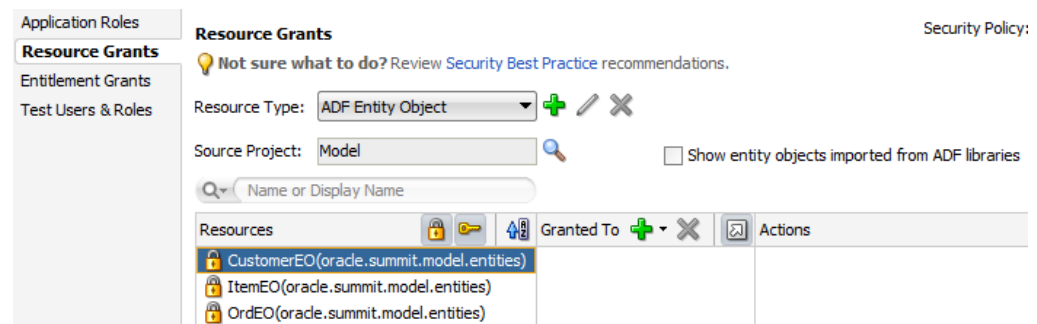 Application Roles
Resource Grants
Entitlement Grants
Test Users & Roles
Resource Grants
Security Policy:
Not sure what to do? Review Security Best Practice recommendations.
Resource Type: ADF Entity Object
Source Project: Model
Show entity objects imported from ADF libraries
Name or Display Name
Resources Granted To Actions
CustomerEO(oracle.summit.model.entities)
ItemEO(oracle.summit.model.entities)
OrdEO(oracle.summit.model.entities)